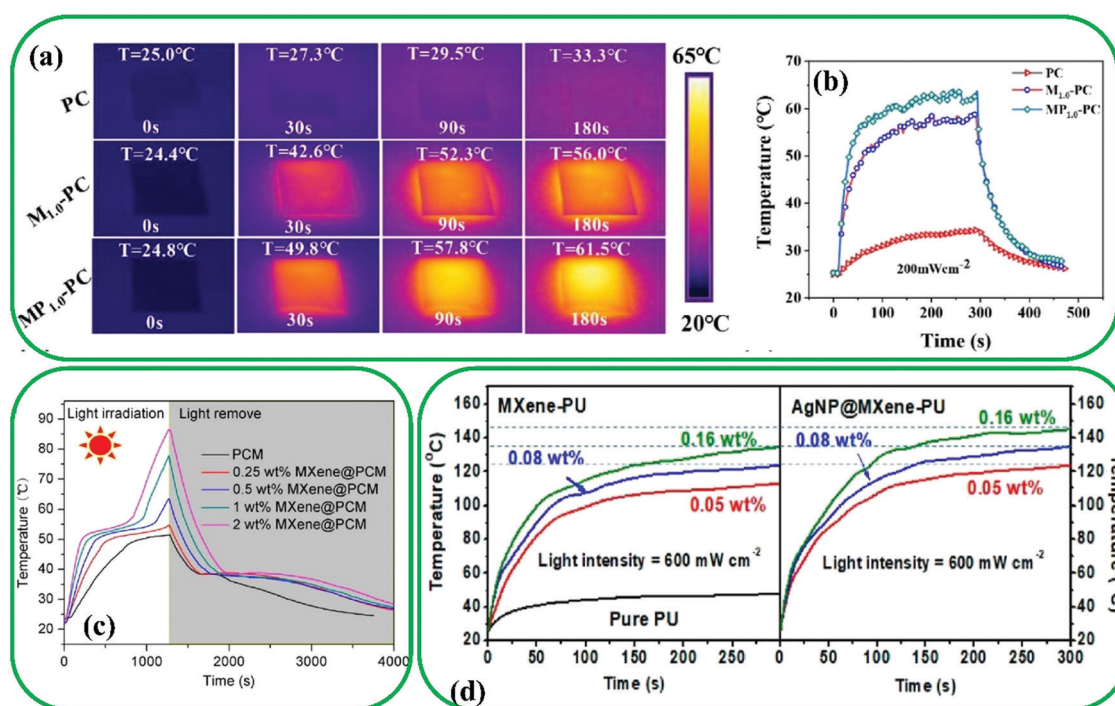 (a)
PC
T=25.0°C T=27.3°C T=29.5°C T=33.3°C
0s 30s 90s 180s
M1.0-PC
T=24.4°C T=42.6°C T=52.3°C T=56.0°C
0s 30s 90s 180s
MP1.0-PC
T=24.8°C T=49.8°C T=57.8°C T=61.5°C
0s 30s 90s 180s
65°C
20°C
(b)
PC
M1.0-PC
MP1.0-PC
Temperature (°C)
70
60
50
40
30
20
200mWcm⁻²
0 100 200 300 400 500
Time (s)
Light irradiation Light remove
PCM
0.25 wt% MXene@PCM
0.5 wt% MXene@PCM
1 wt% MXene@PCM
2 wt% MXene@PCM
Temperature (℃)
90
80
70
60
50
40
30
20
(c)
0 1000 2000 3000 4000
Time (s)
MXene-PU
0.16 wt%
0.08 wt%
0.05 wt%
Light intensity = 600 mW cm⁻²
Pure PU
Temperature (°C)
160
140
120
100
80
60
40
20
0 50 100 150 200 250
Time (s)
AgNP@MXene-PU
0.16 wt%
0.08 wt%
0.05 wt%
Light intensity = 600 mW cm⁻²
160
140
120
100
80
60
40
20
0 50 100 150 200 250 300
Time (s)
(d)